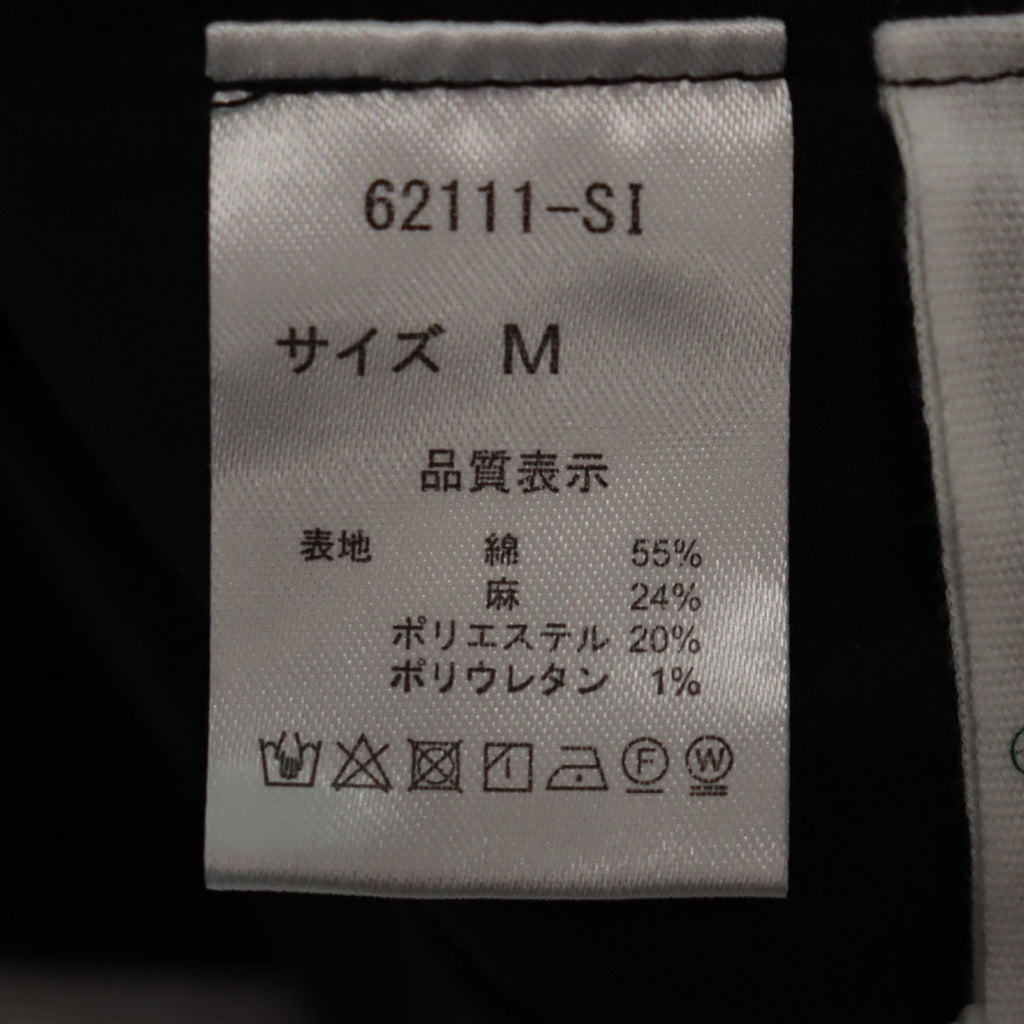 62111-SI
サイズ M
品質表示
表地 綿 55%
麻 24%
ポリエステル 20%
ポリウレタン 1%
F W